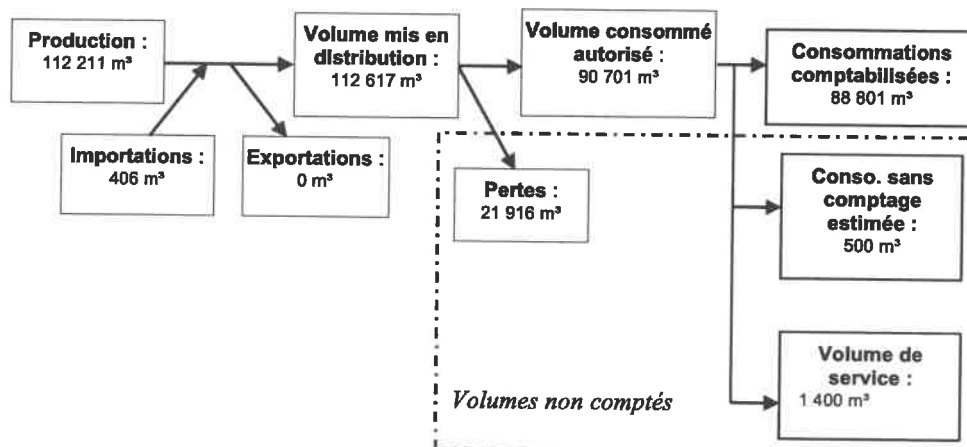 Production :
112 211 m³
Volume mis en
distribution :
112 617 m³
Volume consommé
autorisé :
90 701 m³
Consommations
comptabilisées :
88 801 m³
Importations :
406 m³
Exportations :
0 m³
Pertes :
21 916 m³
Conso. sans
comptage
estimée :
500 m³
Volume de
service :
1 400 m³
Volumes non comptés